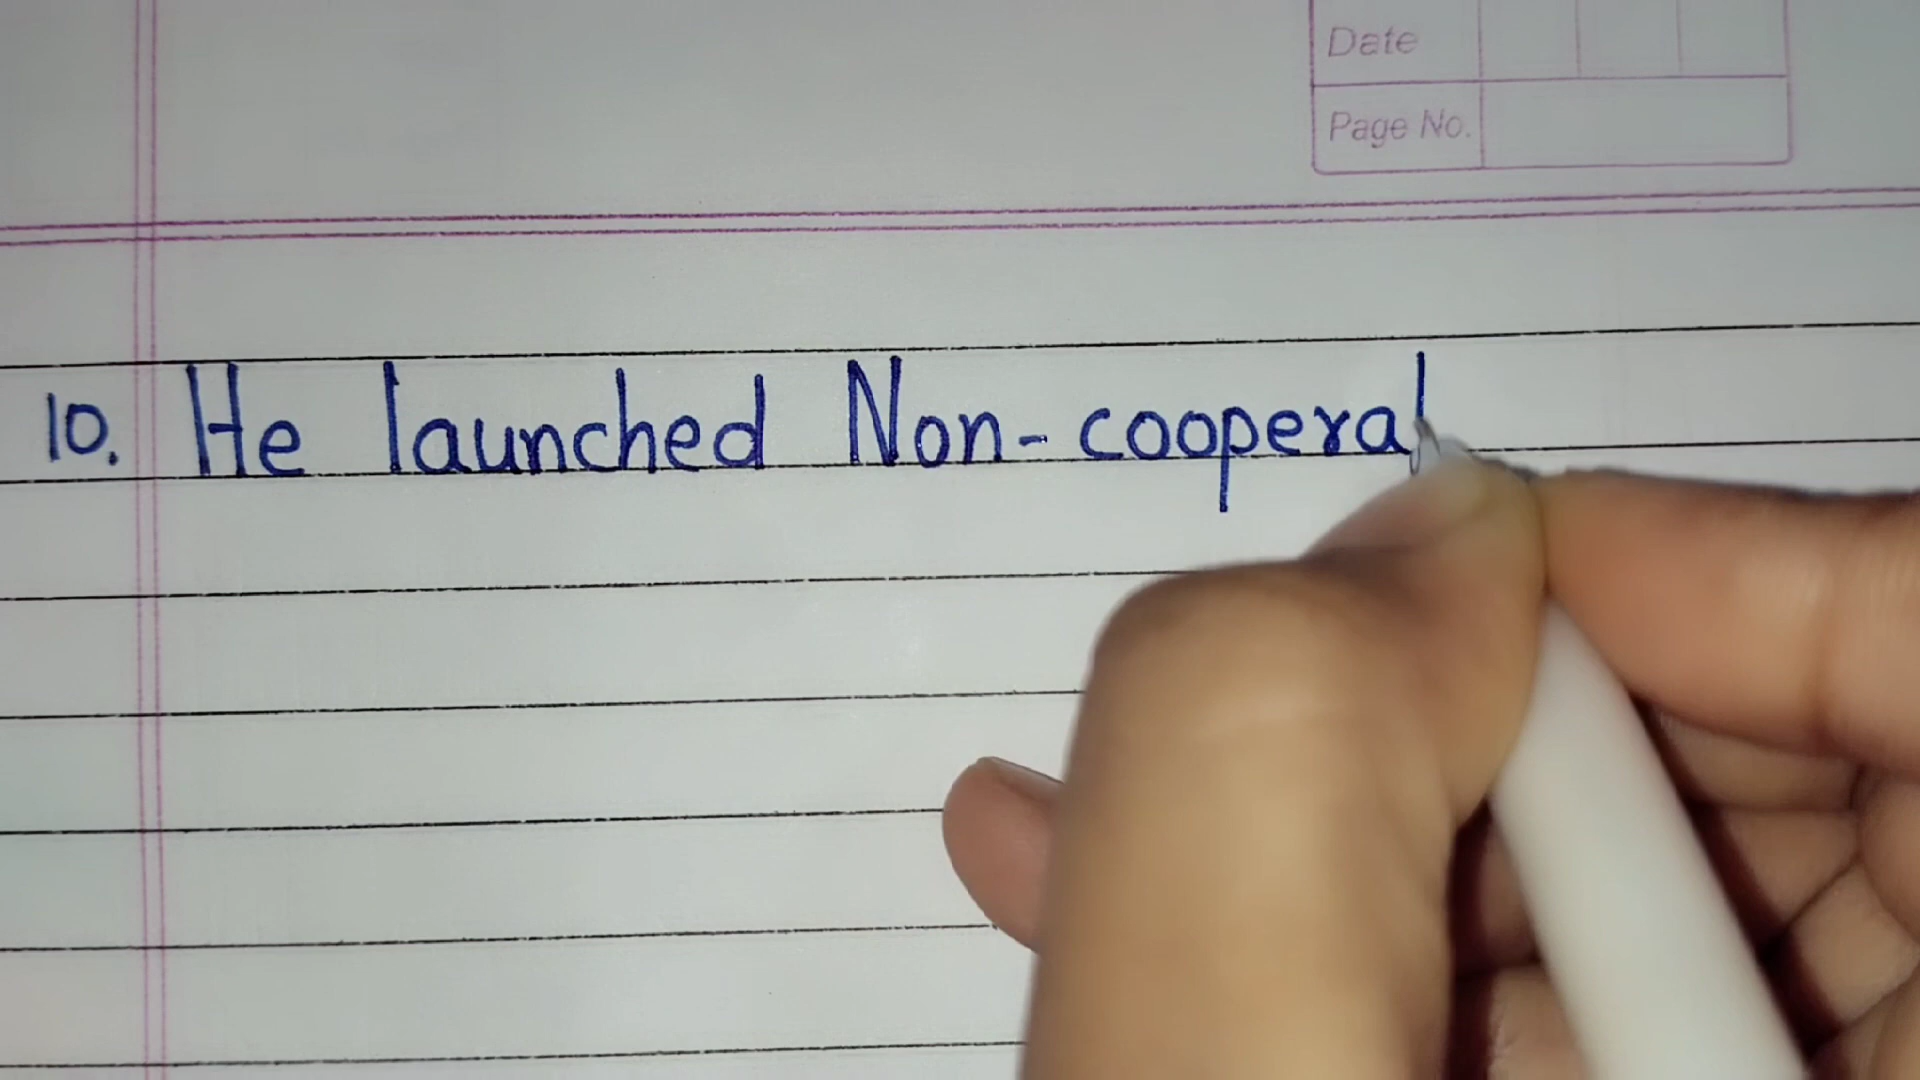 Date
Page No.
10. He launched Non-cooperat